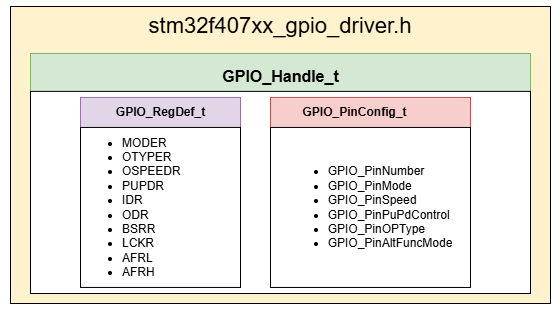 stm32f407xx_gpio_driver.h
GPIO_Handle_t
GPIO_RegDef_t
MODER
OTYPER
OSPEEDR
PUPDR
IDR
ODR
BSRR
LCKR
AFRL
AFRH
GPIO_PinConfig_t
GPIO_PinNumber
GPIO_PinMode
GPIO_PinSpeed
GPIO_PinPuPdControl
GPIO_PinOPType
GPIO_PinAltFuncMode